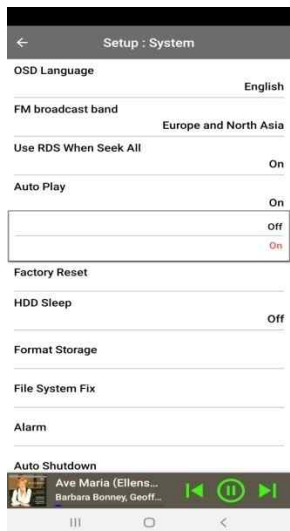 Setup : System
OSD Language
English
FM broadcast band
Europe and North Asia
Use RDS When Seek All
On
Auto Play
On
Off
On
Factory Reset
HDD Sleep
Off
Format Storage
File System Fix
Alarm
Auto Shutdown
Ave Maria (Ellens...
Barbara Bonney, Geoff...